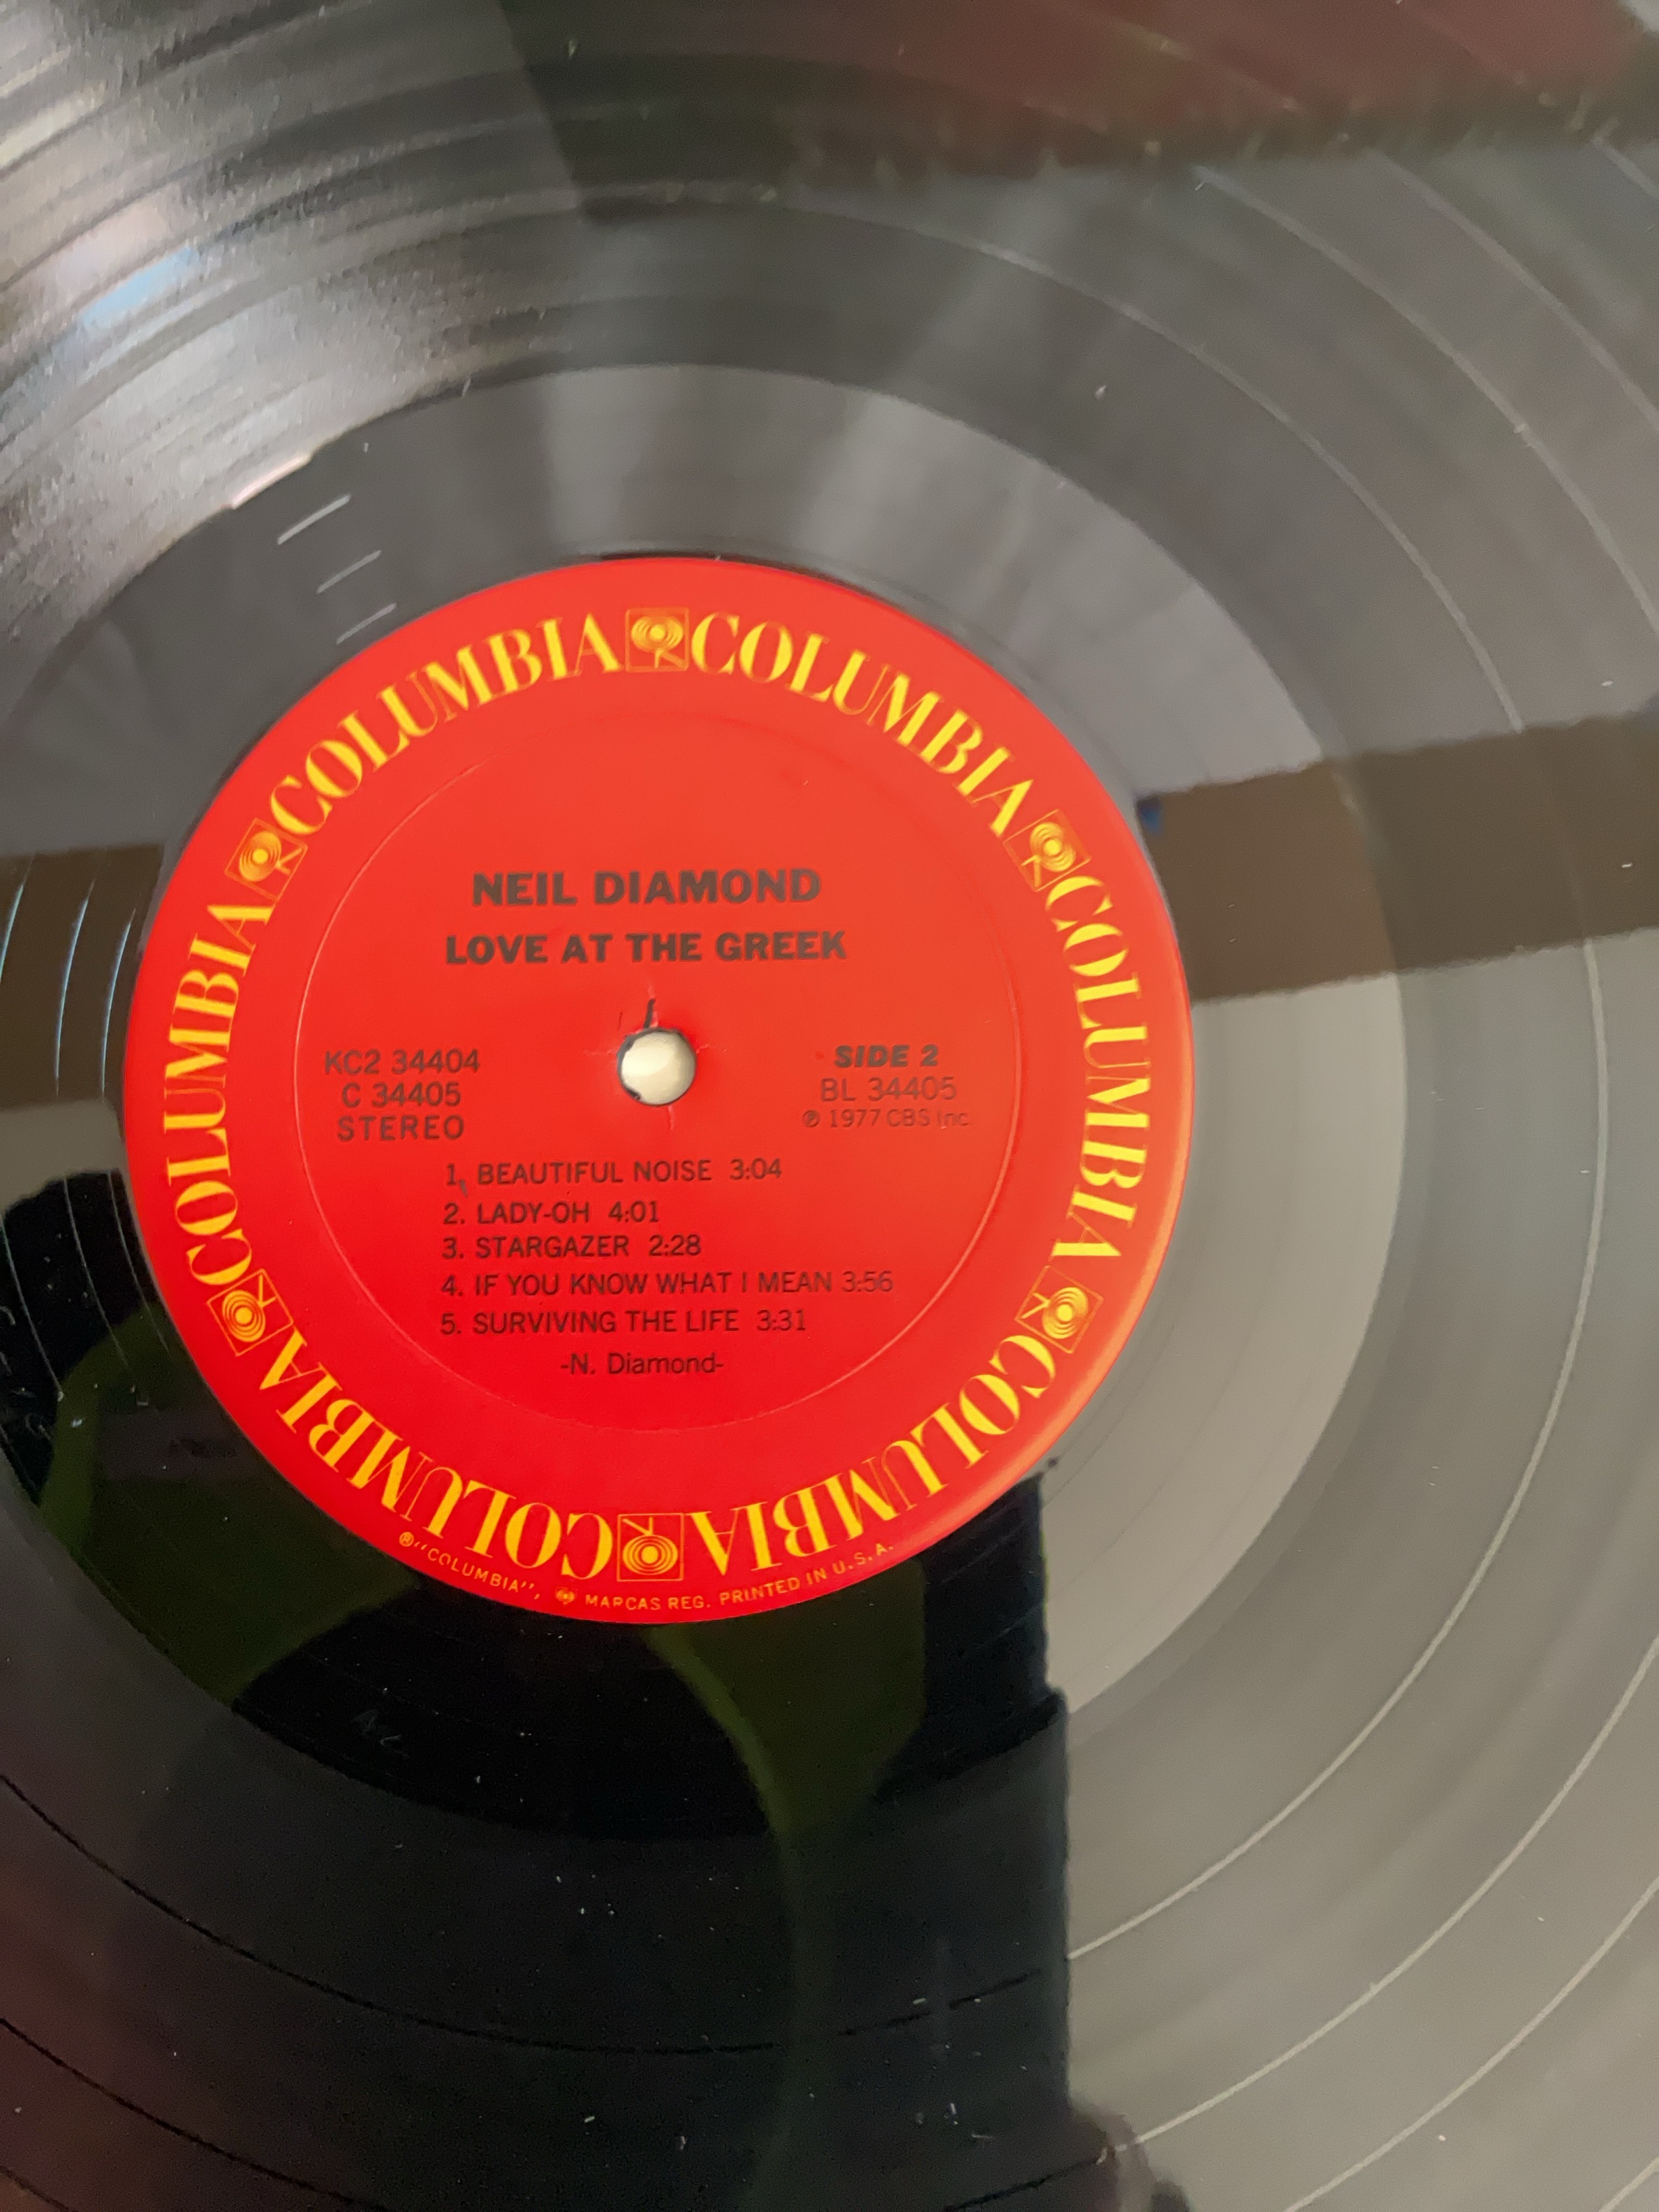 COLUMBIA COLUMBIA COLUMBIA COLUMBIA COLUMBIA COLUMBIA
NEIL DIAMOND
LOVE AT THE GREEK
KC2 34404
C 34405
STEREO
SIDE 2
BL 34405
℗ 1977 CBS Inc.
1. BEAUTIFUL NOISE 3:04
2. LADY-OH 4:01
3. STARGAZER 2:28
4. IF YOU KNOW WHAT I MEAN 3:56
5. SURVIVING THE LIFE 3:31
-N. Diamond-
®"COLUMBIA", MARCAS REG. PRINTED IN U.S.A.